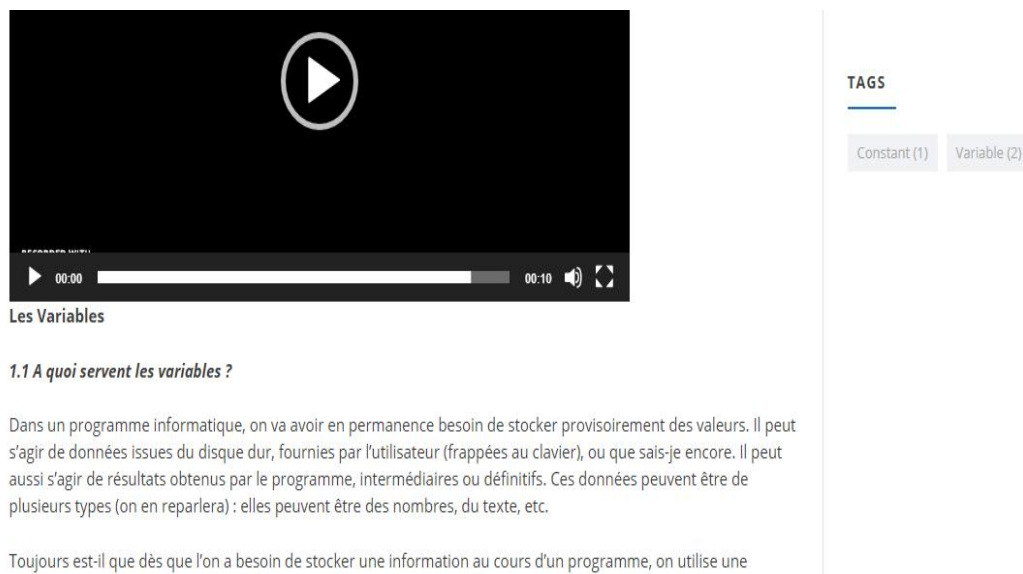 RECORDED WITH
00:00
00:10
Les Variables
1.1 A quoi servent les variables ?
Dans un programme informatique, on va avoir en permanence besoin de stocker provisoirement des valeurs. Il peut
s’agir de données issues du disque dur, fournies par l’utilisateur (frappées au clavier), ou que sais-je encore. Il peut
aussi s’agir de résultats obtenus par le programme, intermédiaires ou définitifs. Ces données peuvent être de
plusieurs types (on en reparlera) : elles peuvent être des nombres, du texte, etc.
Toujours est-il que dès que l’on a besoin de stocker une information au cours d’un programme, on utilise une
TAGS
Constant (1)
Variable (2)